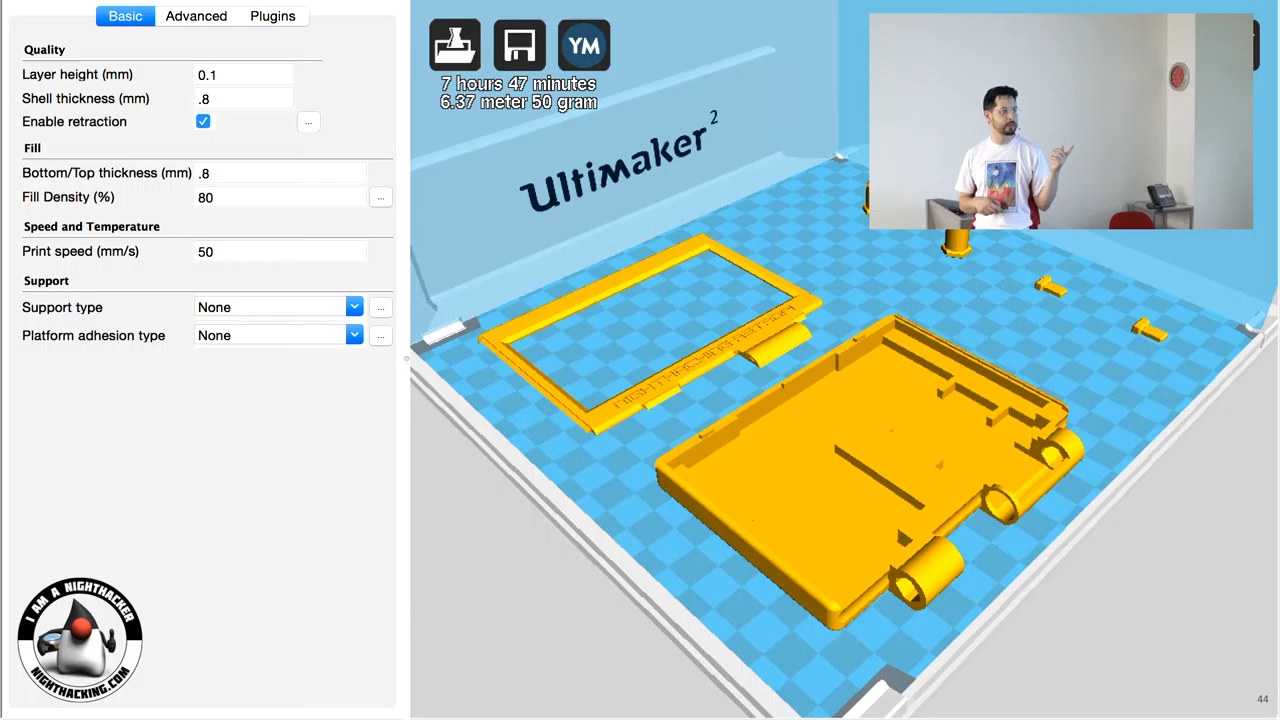 Basic Advanced Plugins
Quality
Layer height (mm) 0.1
Shell thickness (mm) .8
Enable retraction ...
Fill
Bottom/Top thickness (mm) .8
Fill Density (%) 80 ...
Speed and Temperature
Print speed (mm/s) 50
Support
Support type None ...
Platform adhesion type None ...
I AM A NIGHTHACKER
NIGHTHACKING.COM
YM
7 hours 47 minutes
6.37 meter 50 gram
Ultimaker²
44